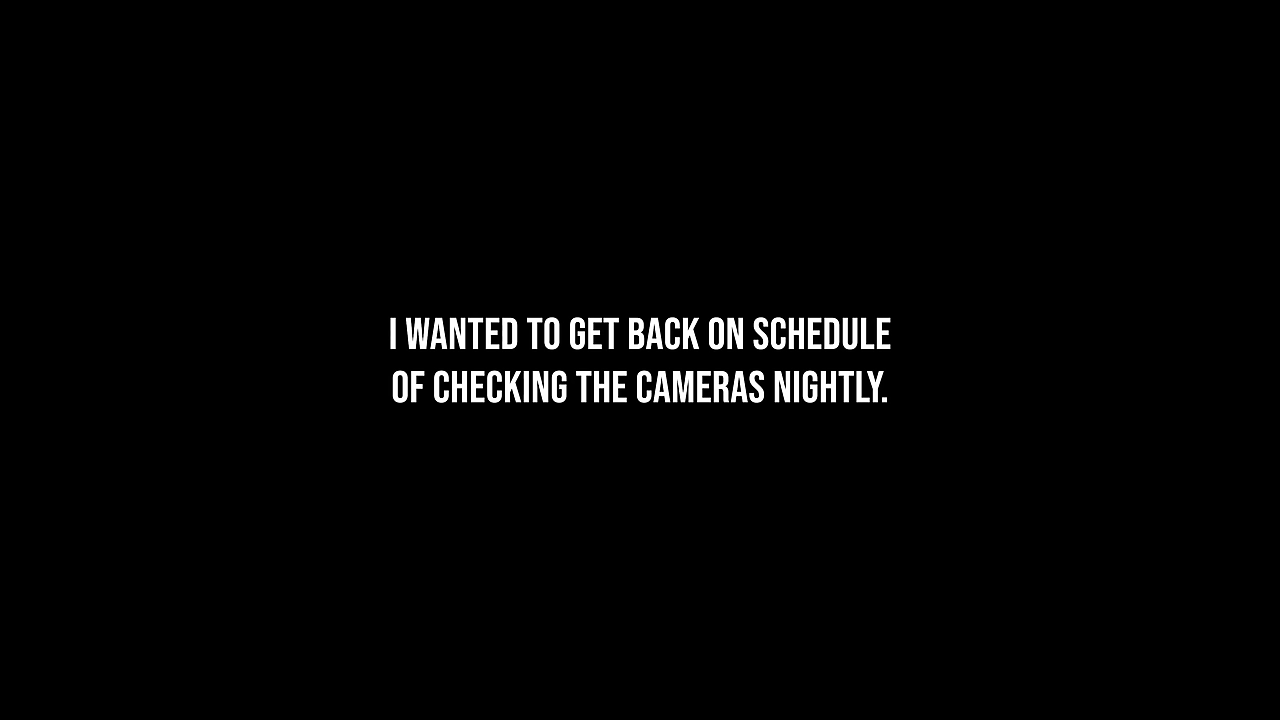 I WANTED TO GET BACK ON SCHEDULE
OF CHECKING THE CAMERAS NIGHTLY.